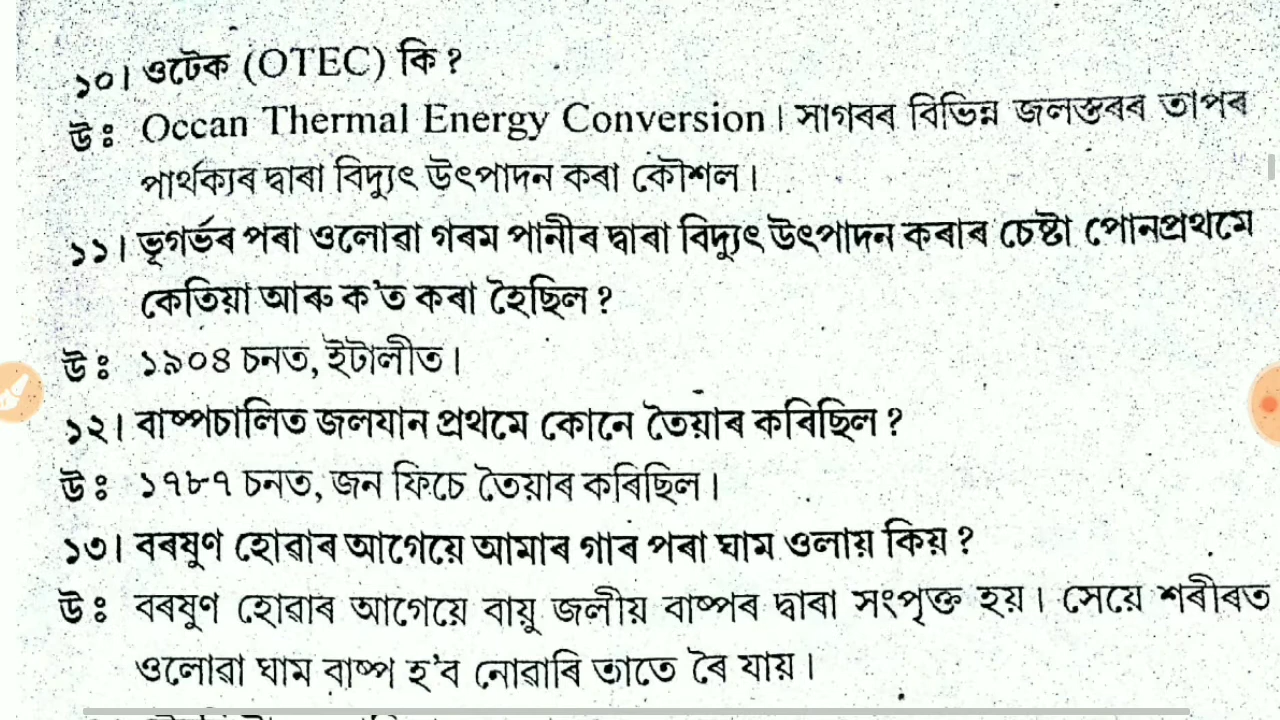 ১০। ওটেক (OTEC) কি ?
উঃ Occan Thermal Energy Conversion। সাগৰৰ বিভিন্ন জলস্তৰৰ তাপৰ
পাৰ্থক্যৰ দ্বাৰা বিদ্যুৎ উৎপাদন কৰা কৌশল।
১১। ভূগৰ্ভৰ পৰা ওলোৱা গৰম পানীৰ দ্বাৰা বিদ্যুৎ উৎপাদন কৰাৰ চেষ্টা পোনপ্ৰথমে
কেতিয়া আৰু ক'ত কৰা হৈছিল ?
উঃ ১৯০৪ চনত, ইটালীত।
১২। বাষ্পচালিত জলযান প্ৰথমে কোনে তৈয়াৰ কৰিছিল ?
উঃ ১৭৮৭ চনত, জন ফিচে তৈয়াৰ কৰিছিল।
১৩। বৰষুণ হোৱাৰ আগেয়ে আমাৰ গাৰ পৰা ঘাম ওলায় কিয় ?
উঃ বৰষুণ হোৱাৰ আগেয়ে বায়ু জলীয় বাষ্পৰ দ্বাৰা সংপৃক্ত হয়। সেয়ে শৰীৰত
ওলোৱা ঘাম বাষ্প হ'ব নোৱাৰি তাতে ৰৈ যায়।